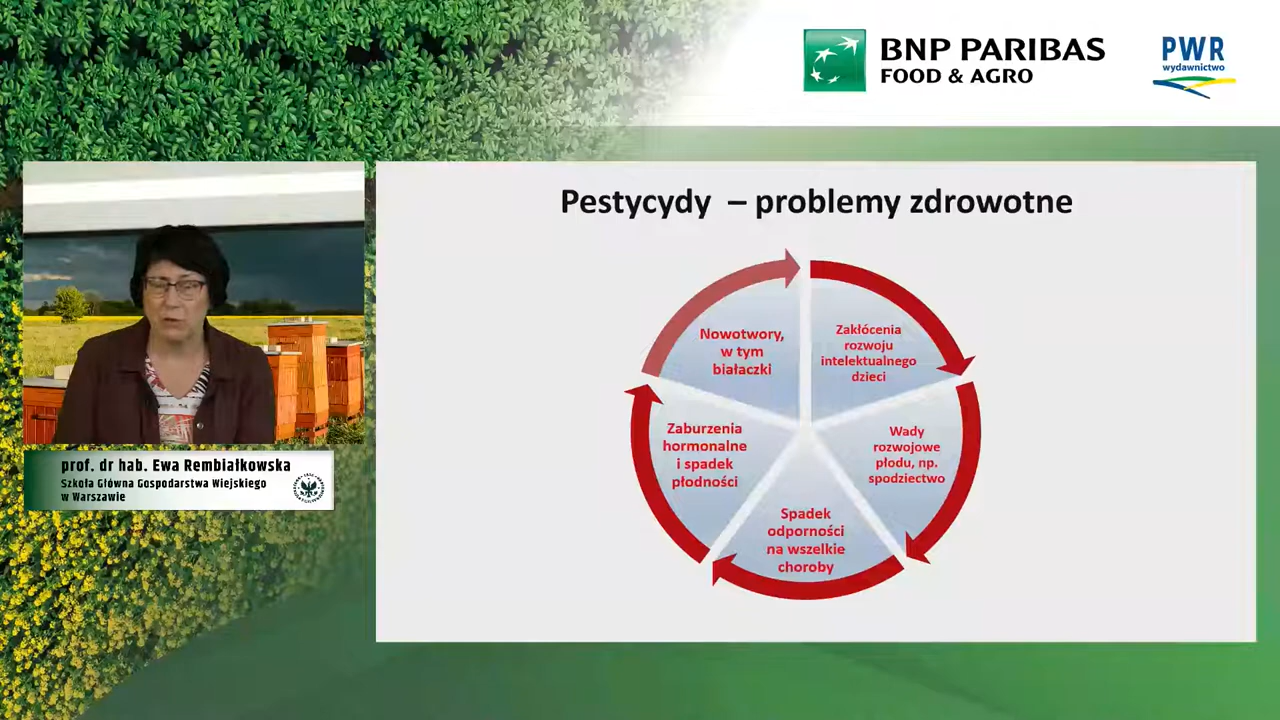 BNP PARIBAS
FOOD & AGRO
PWR
wydawnictwo
Pestycydy – problemy zdrowotne
Nowotwory,
w tym
białaczki
Zakłócenia
rozwoju
intelektualnego
dzieci
Zaburzenia
hormonalne
i spadek
płodności
Wady
rozwojowe
płodu, np.
spodziectwo
Spadek
odporności
na wszelkie
choroby
prof. dr hab. Ewa Rembiałkowska
Szkoła Główna Gospodarstwa Wiejskiego
w Warszawie